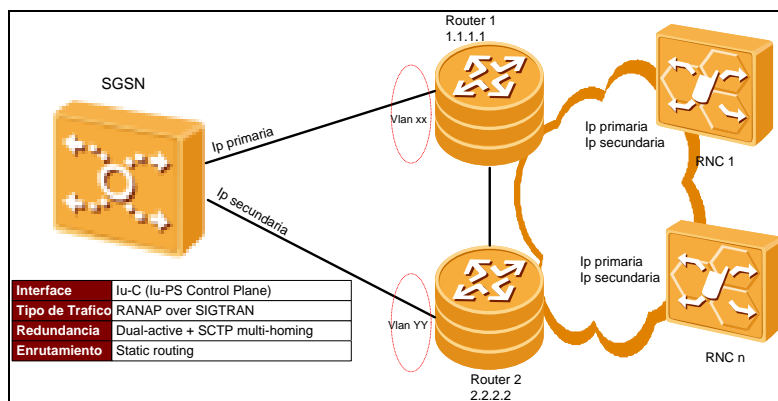 Router 1
1.1.1.1
SGSN
Ip primaria
Vlan xx
Ip primaria
Ip secundaria
RNC 1
Ip secundaria
Ip primaria
Ip secundaria
Vlan YY
Interface Iu-C (Iu-PS Control Plane)
Tipo de Trafico RANAP over SIGTRAN
Redundancia Dual-active + SCTP multi-homing
Enrutamiento Static routing
RNC n
Router 2
2.2.2.2